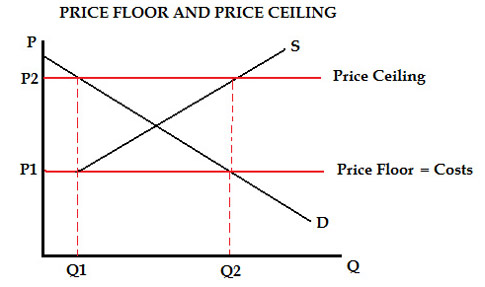 PRICE FLOOR AND PRICE CEILING
P
S
P2
Price Ceiling
P1
Price Floor = Costs
D
Q1
Q2
Q